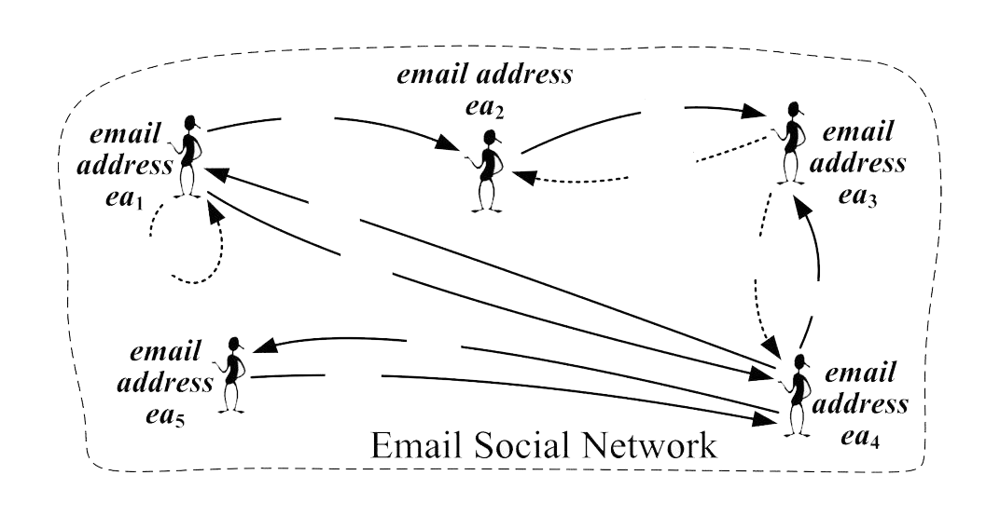 email address
ea2
email
address
ea1
email
address
ea3
email
address
ea5
email
address
ea4
Email Social Network